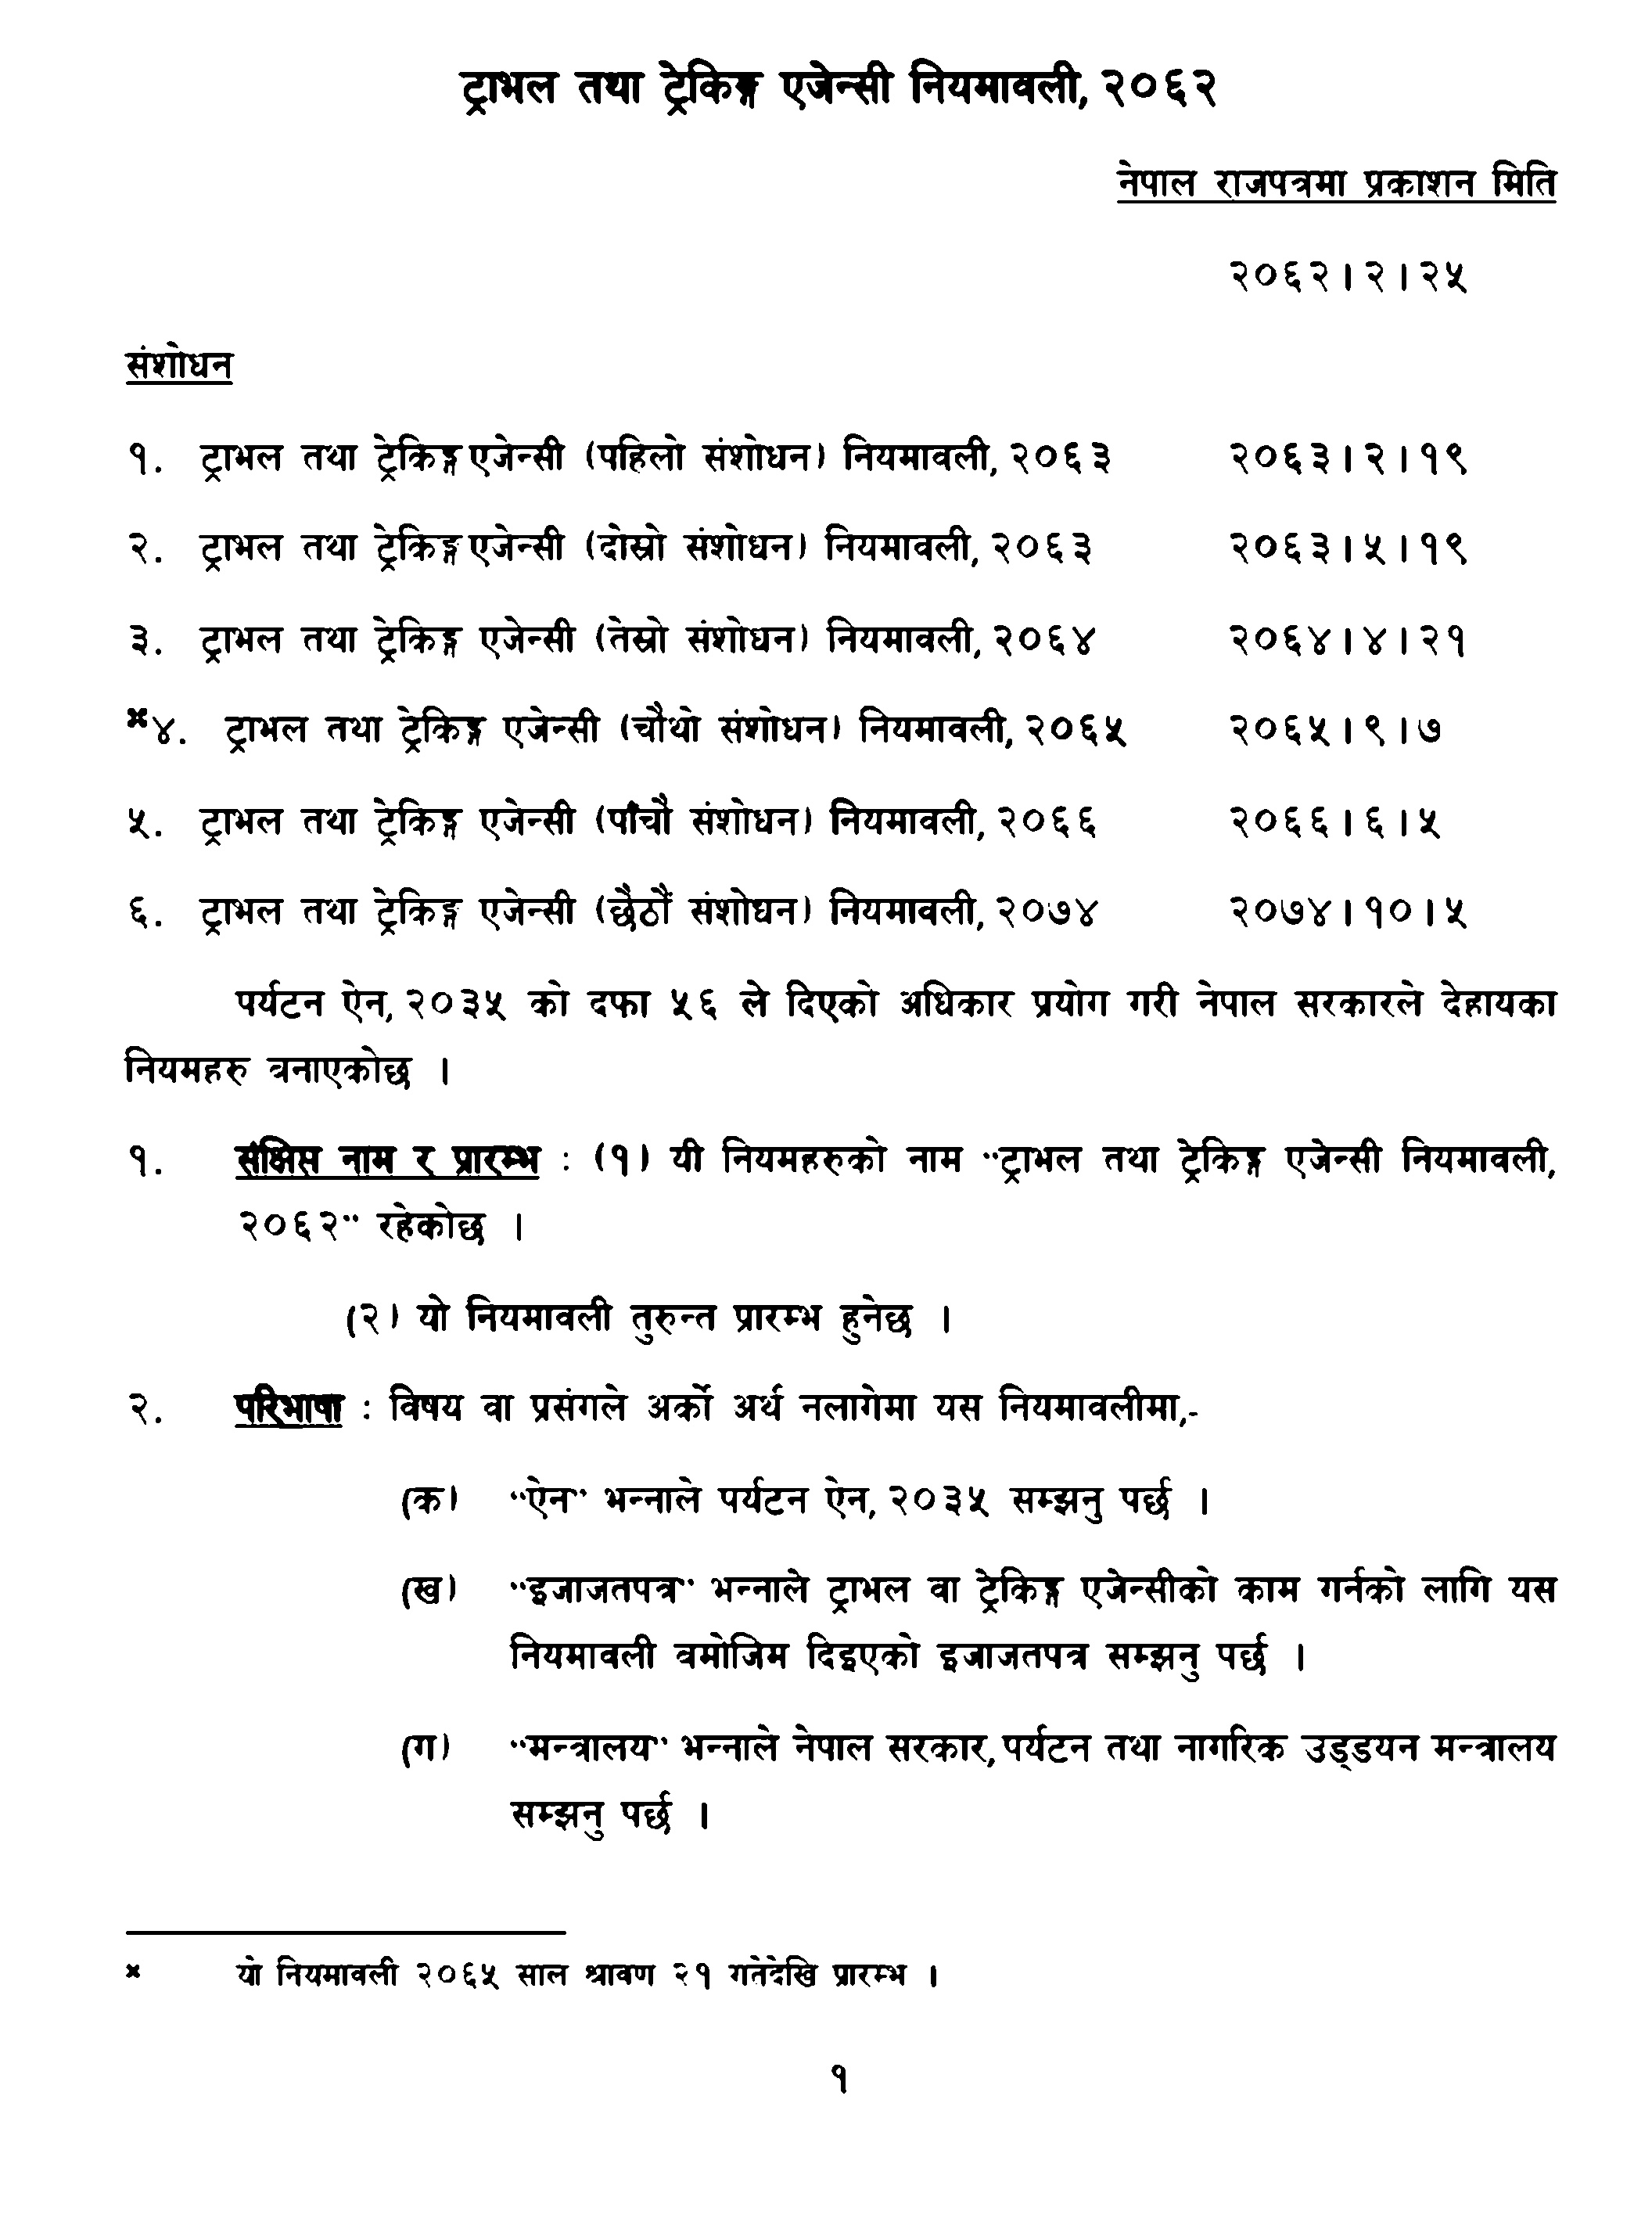 ट्राभल तथा ट्रेकिङ्ग एजेन्सी नियमावली, २०६२
नेपाल राजपत्रमा प्रकाशन मिति
२०६२।२।२५
संशोधन
१. ट्राभल तथा ट्रेकिङ्ग एजेन्सी (पहिलो संशोधन) नियमावली, २०६३ २०६३।२।१९
२. ट्राभल तथा ट्रेकिङ्ग एजेन्सी (दोस्रो संशोधन) नियमावली, २०६३ २०६३।५।१९
३. ट्राभल तथा ट्रेकिङ्ग एजेन्सी (तेस्रो संशोधन) नियमावली, २०६४ २०६४।४।२१
×४. ट्राभल तथा ट्रेकिङ्ग एजेन्सी (चौथो संशोधन) नियमावली, २०६५ २०६५।९।७
५. ट्राभल तथा ट्रेकिङ्ग एजेन्सी (पाँचौ संशोधन) नियमावली, २०६६ २०६६।६।५
६. ट्राभल तथा ट्रेकिङ्ग एजेन्सी (छैठौं संशोधन) नियमावली, २०७४ २०७४।१०।५
पर्यटन ऐन, २०३५ को दफा ५६ ले दिएको अधिकार प्रयोग गरी नेपाल सरकारले देहायका
नियमहरु बनाएकोछ ।
१. संक्षिप्त नाम र प्रारम्भ : (१) यी नियमहरुको नाम "ट्राभल तथा ट्रेकिङ्ग एजेन्सी नियमावली,
२०६२" रहेकोछ ।
(२) यो नियमावली तुरुन्त प्रारम्भ हुनेछ ।
२. परिभाषा : विषय वा प्रसंगले अर्को अर्थ नलागेमा यस नियमावलीमा,-
(क) "ऐन" भन्नाले पर्यटन ऐन, २०३५ सम्झनु पर्छ ।
(ख) "इजाजतपत्र" भन्नाले ट्राभल वा ट्रेकिङ्ग एजेन्सीको काम गर्नको लागि यस
नियमावली बमोजिम दिइएको इजाजतपत्र सम्झनु पर्छ ।
(ग) "मन्त्रालय" भन्नाले नेपाल सरकार, पर्यटन तथा नागरिक उड्डयन मन्त्रालय
सम्झनु पर्छ ।
× यो नियमावली २०६५ साल श्रावण २१ गतेदेखि प्रारम्भ ।
१